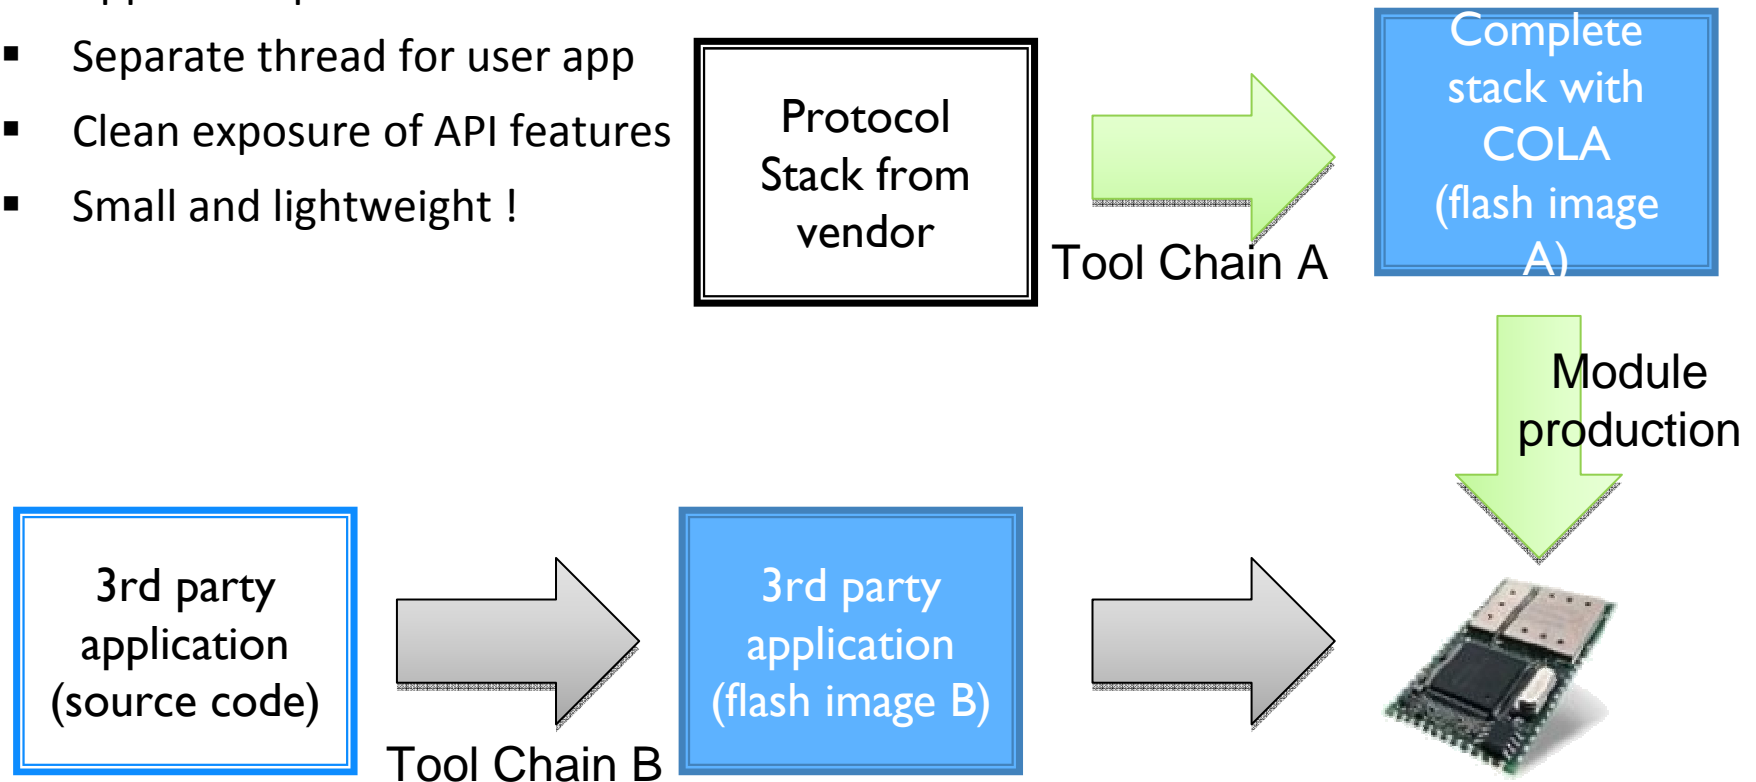 ▪ Separate thread for user app
▪ Clean exposure of API features
▪ Small and lightweight !
Protocol
Stack from
vendor
Tool Chain A
Complete
stack with
COLA
(flash image
A)
Module
production
3rd party
application
(source code)
Tool Chain B
3rd party
application
(flash image B)